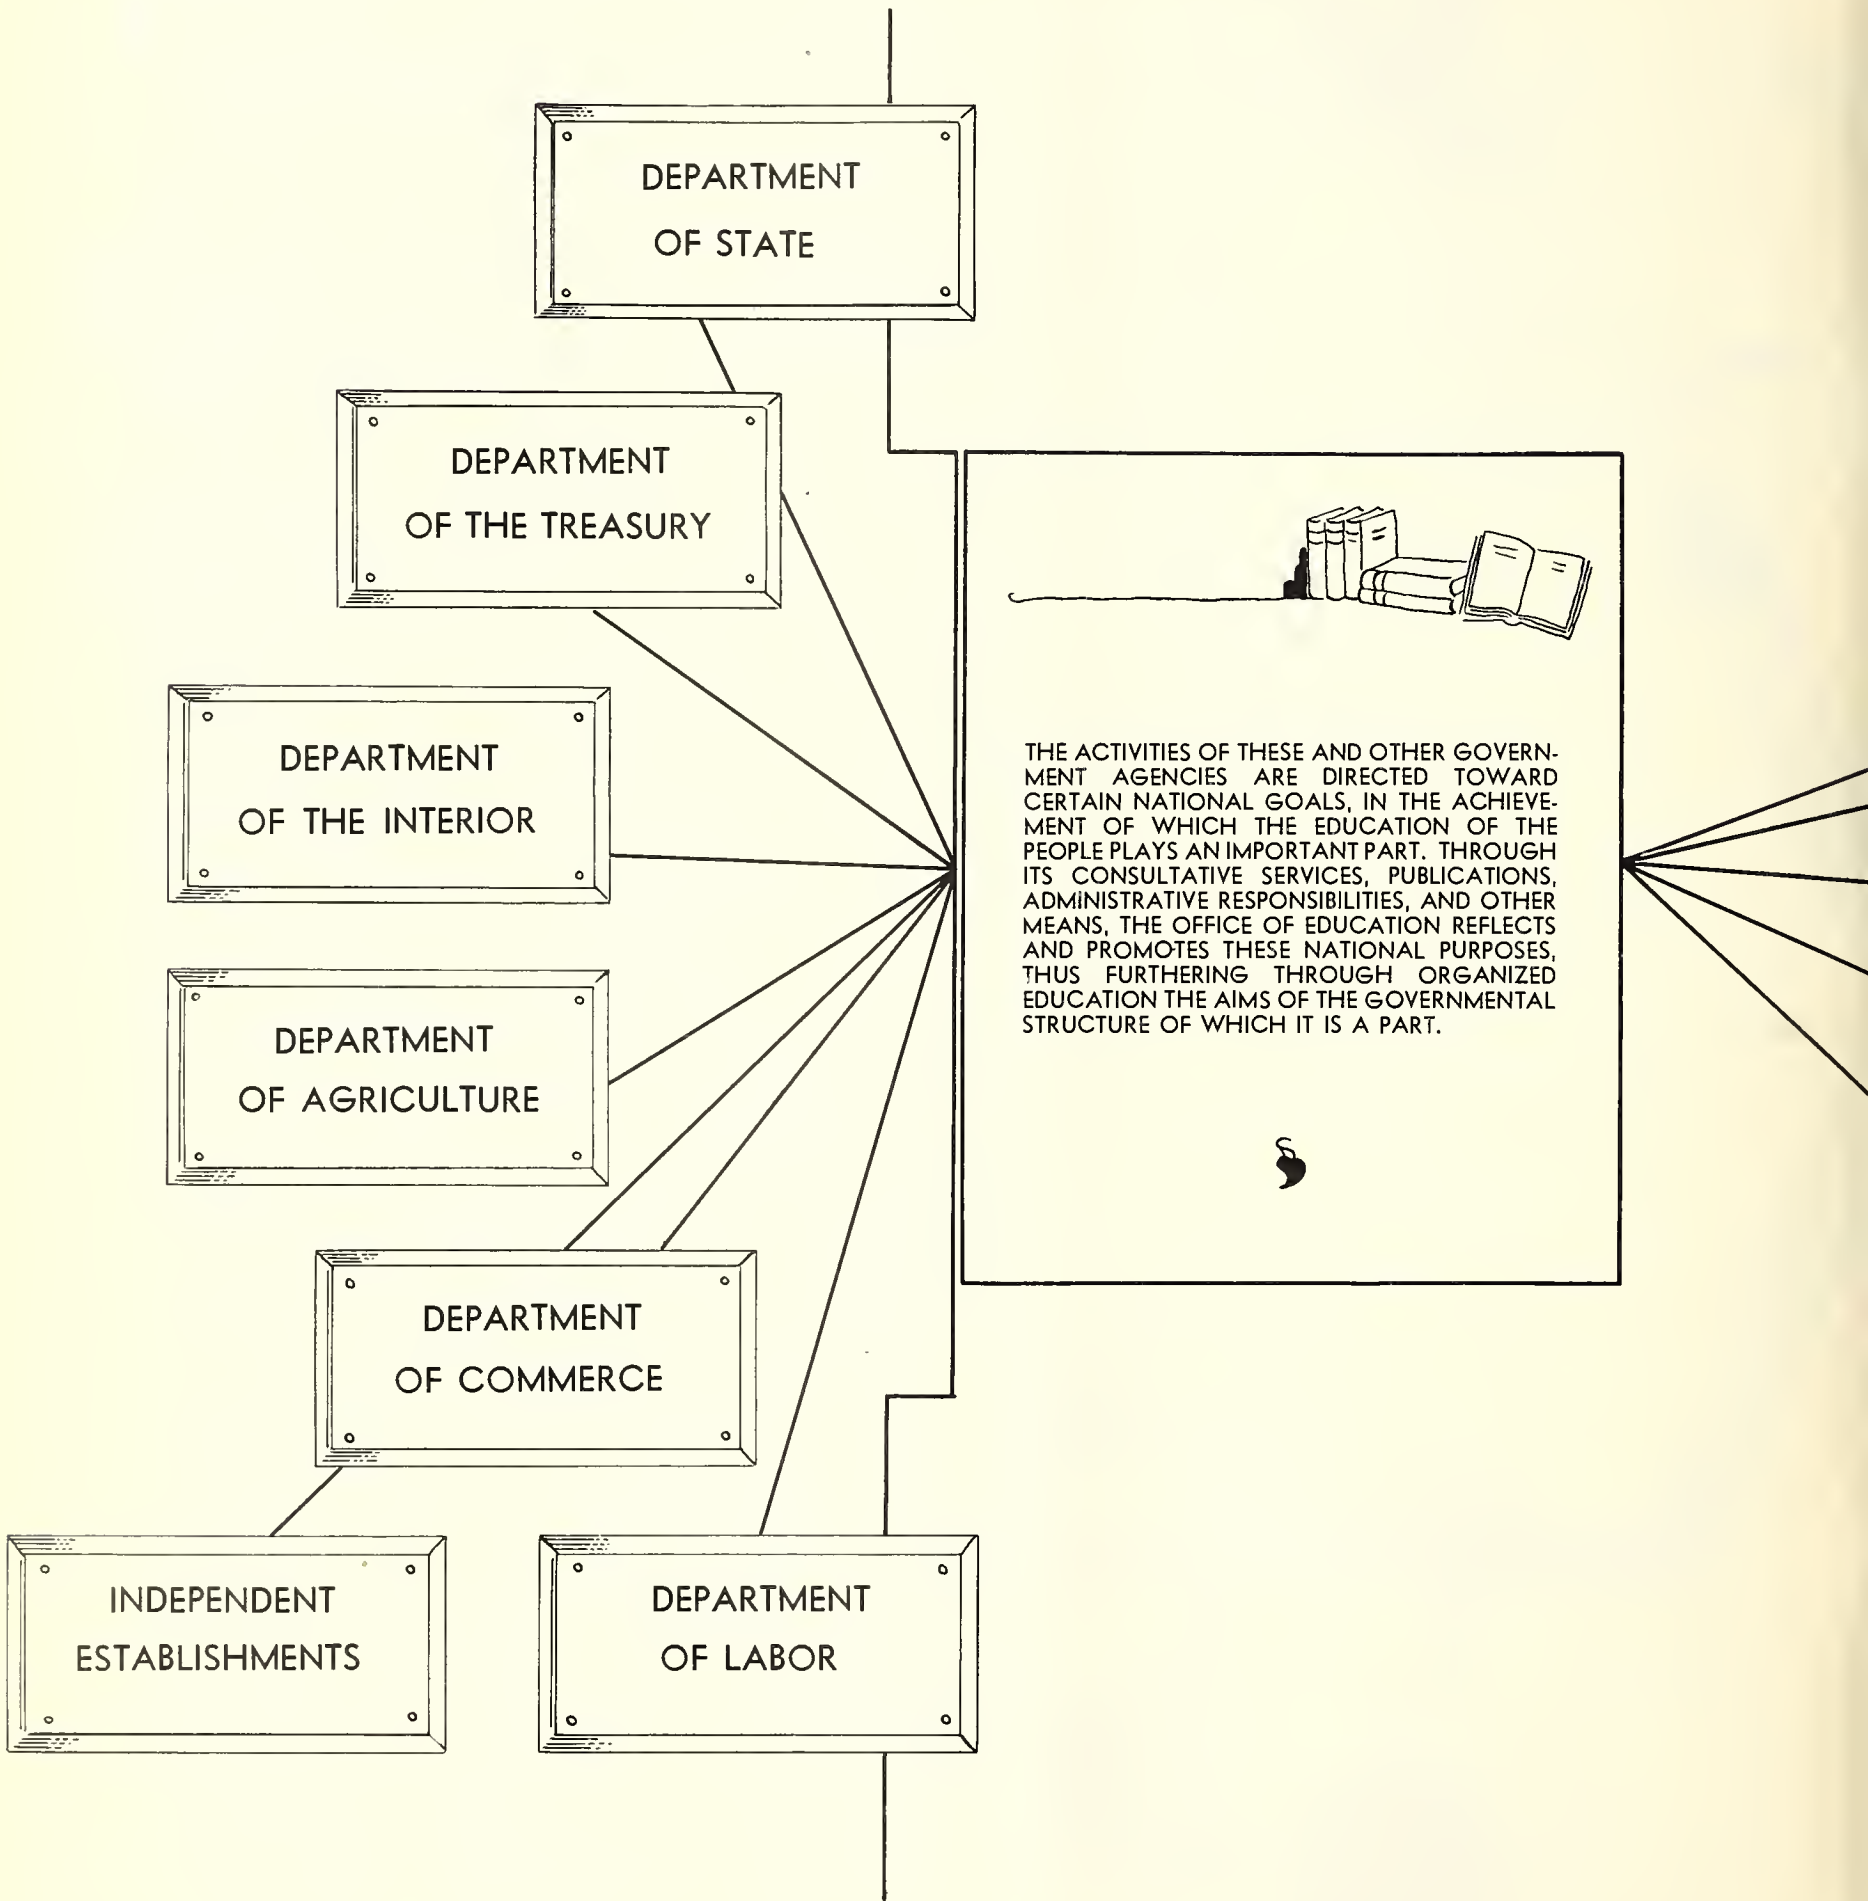 DEPARTMENT
OF STATE
DEPARTMENT
OF THE TREASURY
DEPARTMENT
OF THE INTERIOR
DEPARTMENT
OF AGRICULTURE
DEPARTMENT
OF COMMERCE
INDEPENDENT
ESTABLISHMENTS
DEPARTMENT
OF LABOR
THE ACTIVITIES OF THESE AND OTHER GOVERN-
MENT AGENCIES ARE DIRECTED TOWARD
CERTAIN NATIONAL GOALS, IN THE ACHIEVE-
MENT OF WHICH THE EDUCATION OF THE
PEOPLE PLAYS AN IMPORTANT PART. THROUGH
ITS CONSULTATIVE SERVICES, PUBLICATIONS,
ADMINISTRATIVE RESPONSIBILITIES, AND OTHER
MEANS, THE OFFICE OF EDUCATION REFLECTS
AND PROMOTES THESE NATIONAL PURPOSES,
THUS FURTHERING THROUGH ORGANIZED
EDUCATION THE AIMS OF THE GOVERNMENTAL
STRUCTURE OF WHICH IT IS A PART.